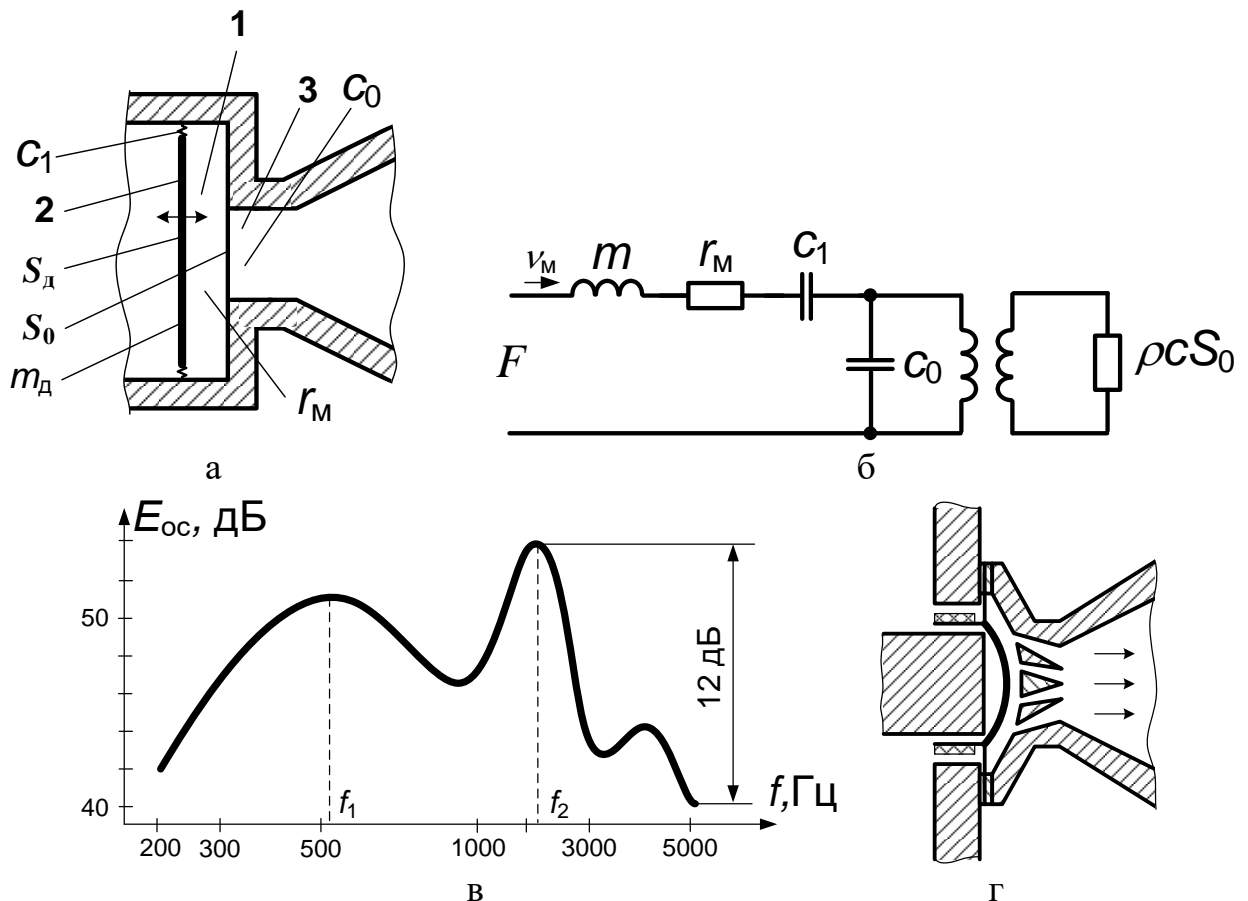 1
3
c₀
c₁
2
Sд
S₀
mд
rм
а
vм
m
rм
c₁
F
c₀
ρcS₀
б
Eос, дБ
50
40
12 дБ
f₁
f₂
f,Гц
200
300
500
1000
3000
5000
в
г